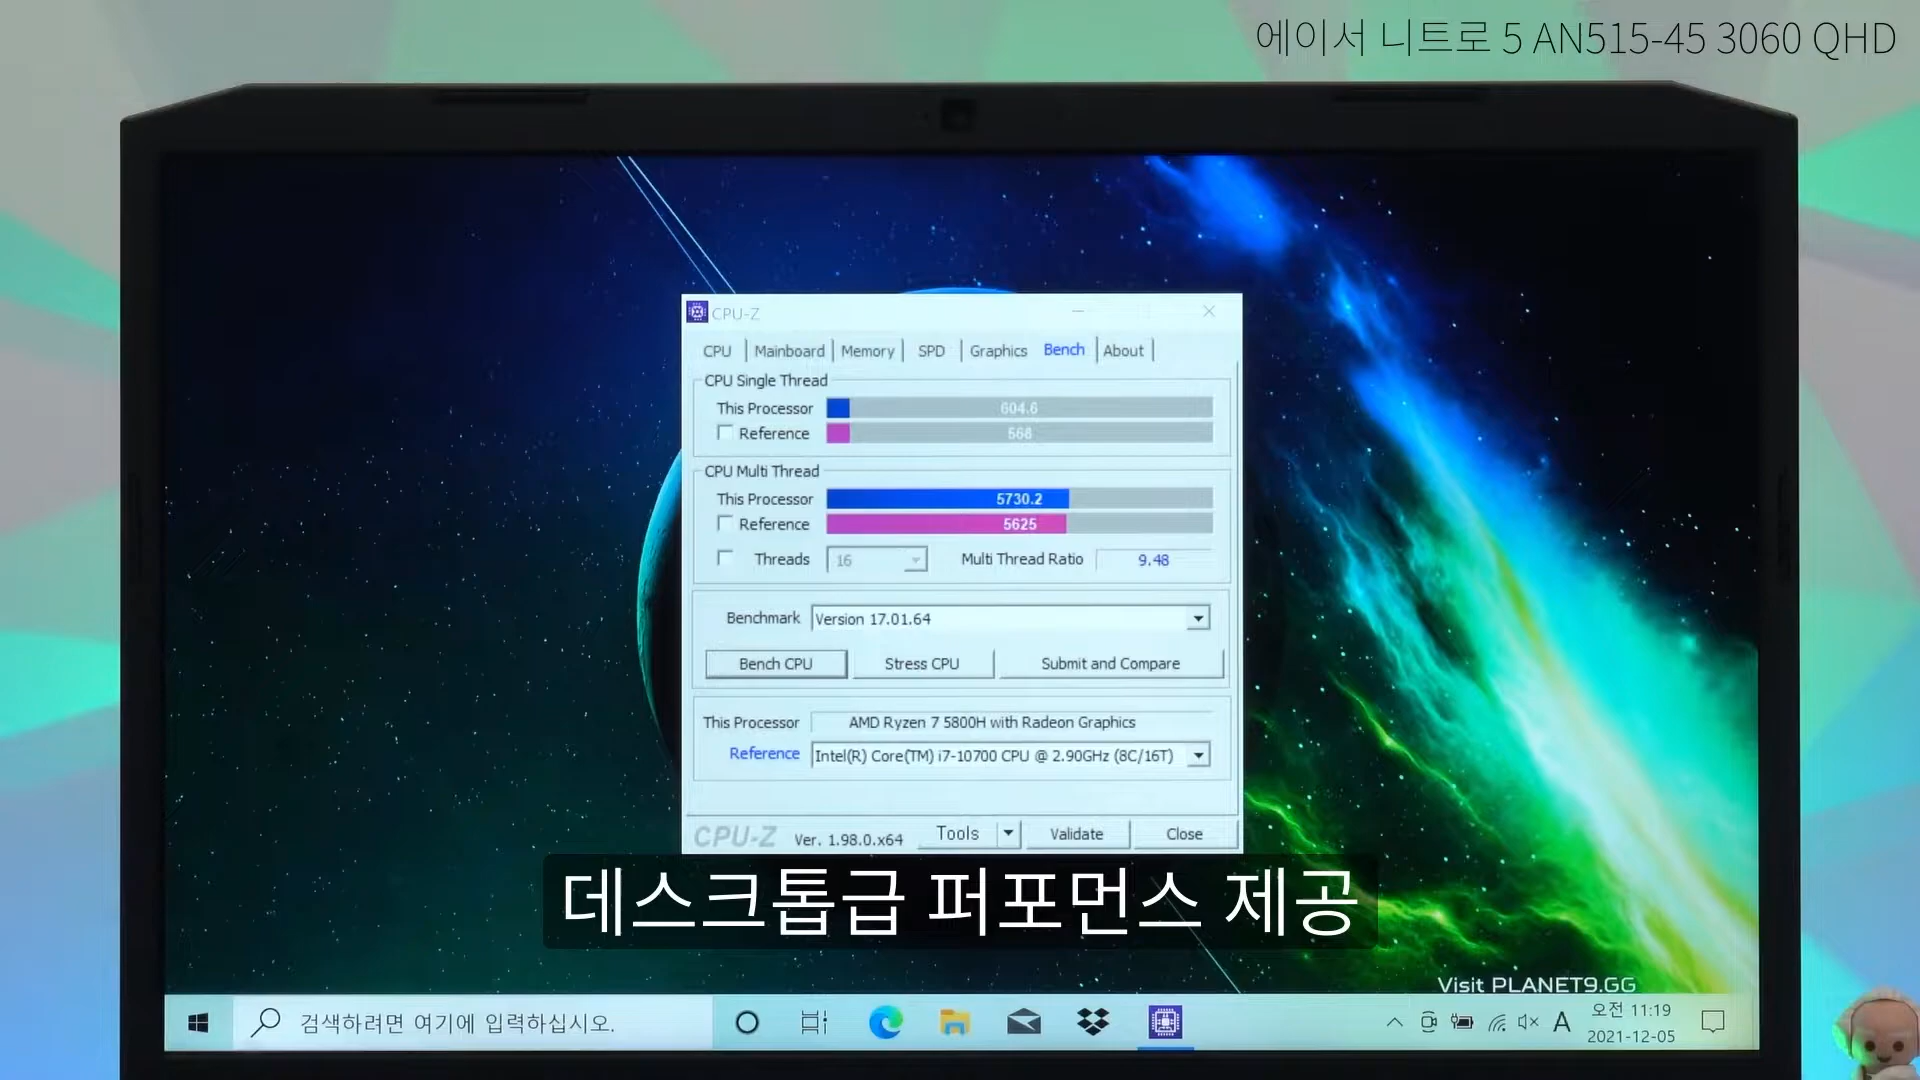 에이서 니트로 5 AN515-45 3060 QHD
CPU-Z
CPU Mainboard Memory SPD Graphics Bench About
CPU Single Thread
This Processor 604.6
Reference 568
CPU Multi Thread
This Processor 5730.2
Reference 5625
Threads 16 Multi Thread Ratio 9.48
Benchmark Version 17.01.64
Bench CPU Stress CPU Submit and Compare
This Processor AMD Ryzen 7 5800H with Radeon Graphics
Reference Intel(R) Core(TM) i7-10700 CPU @ 2.90GHz (8C/16T)
CPU-Z Ver. 1.98.0.x64 Tools Validate Close
데스크톱급 퍼포먼스 제공
Visit PLANET9.GG
검색하려면 여기에 입력하십시오.
A 오전 11:19
2021-12-05